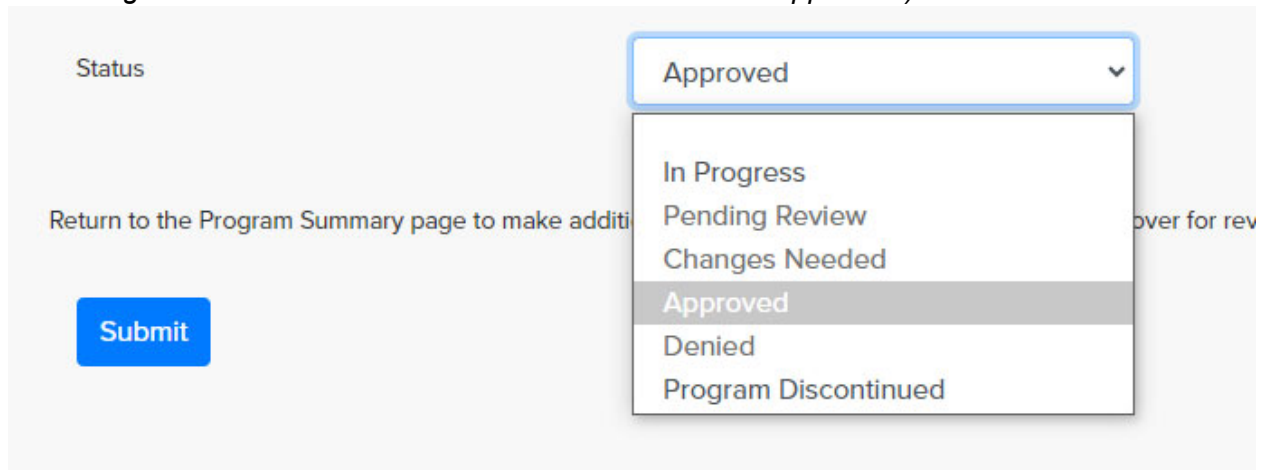 Status
Approved
In Progress
Return to the Program Summary page to make additi
Pending Review
over for rev
Changes Needed
Approved
Submit
Denied
Program Discontinued